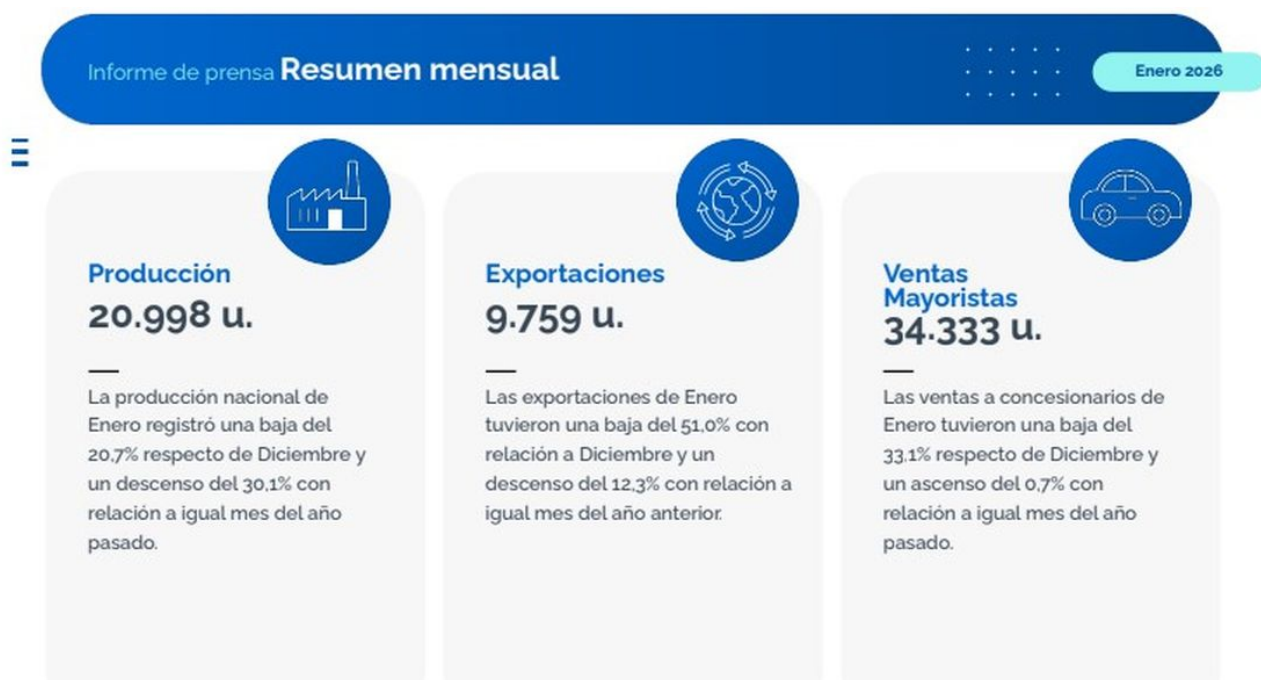 Informe de prensa Resumen mensual
Enero 2026
Producción
20.998 u.
La producción nacional de
Enero registró una baja del
20,7% respecto de Diciembre y
un descenso del 30,1% con
relación a igual mes del año
pasado.
Exportaciones
9.759 u.
Las exportaciones de Enero
tuvieron una baja del 51,0% con
relación a Diciembre y un
descenso del 12,3% con relación a
igual mes del año anterior.
Ventas
Mayoristas
34.333 u.
Las ventas a concesionarios de
Enero tuvieron una baja del
33,1% respecto de Diciembre y
un ascenso del 0,7% con
relación a igual mes del año
pasado.